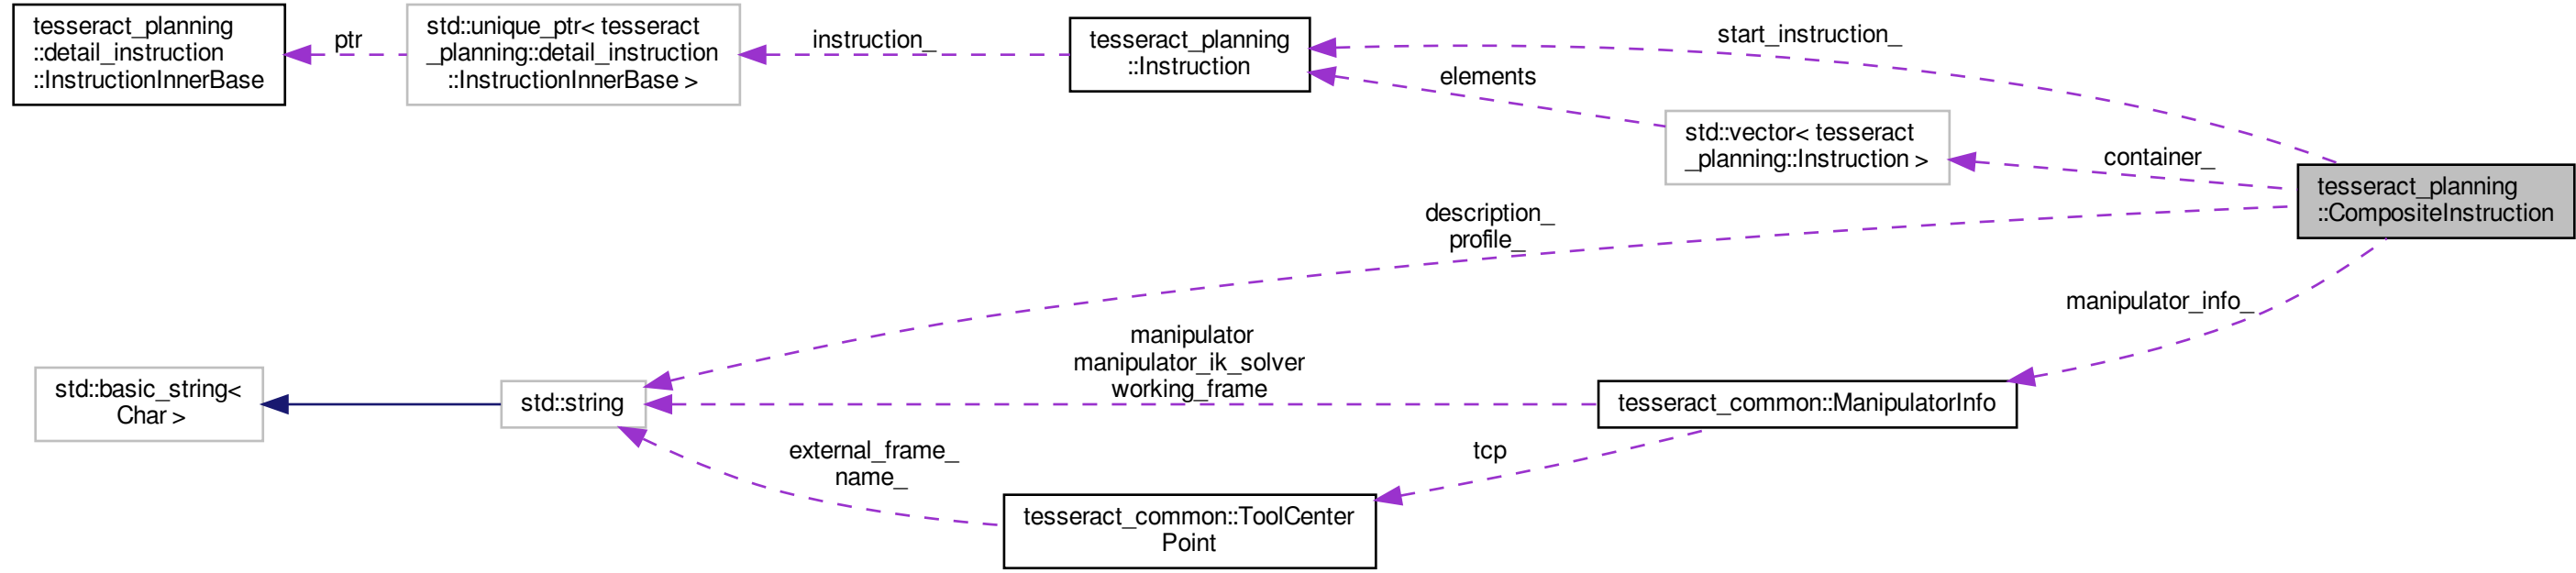 tesseract_planning
::detail_instruction
::InstructionInnerBase
ptr
std::unique_ptr< tesseract
_planning::detail_instruction
::InstructionInnerBase >
instruction_
tesseract_planning
::Instruction
start_instruction_
elements
std::vector< tesseract
_planning::Instruction >
container_
tesseract_planning
::CompositeInstruction
description_
profile_
manipulator_info_
manipulator
manipulator_ik_solver
working_frame
std::basic_string<
Char >
std::string
tesseract_common::ManipulatorInfo
external_frame_
name_
tcp
tesseract_common::ToolCenter
Point